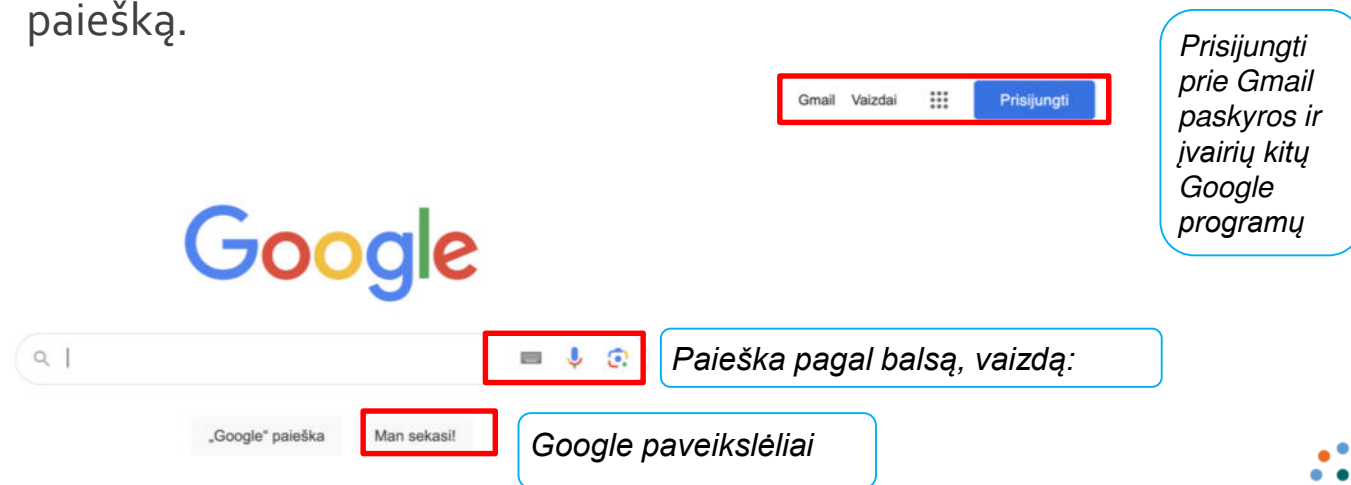 paiešką.
Gmail Vaizdai Prisijungti
Prisijungti
prie Gmail
paskyros ir
įvairių kitų
Google
programų
Google
Paieška pagal balsą, vaizdą:
„Google“ paieška Man sekasi!
Google paveikslėliai